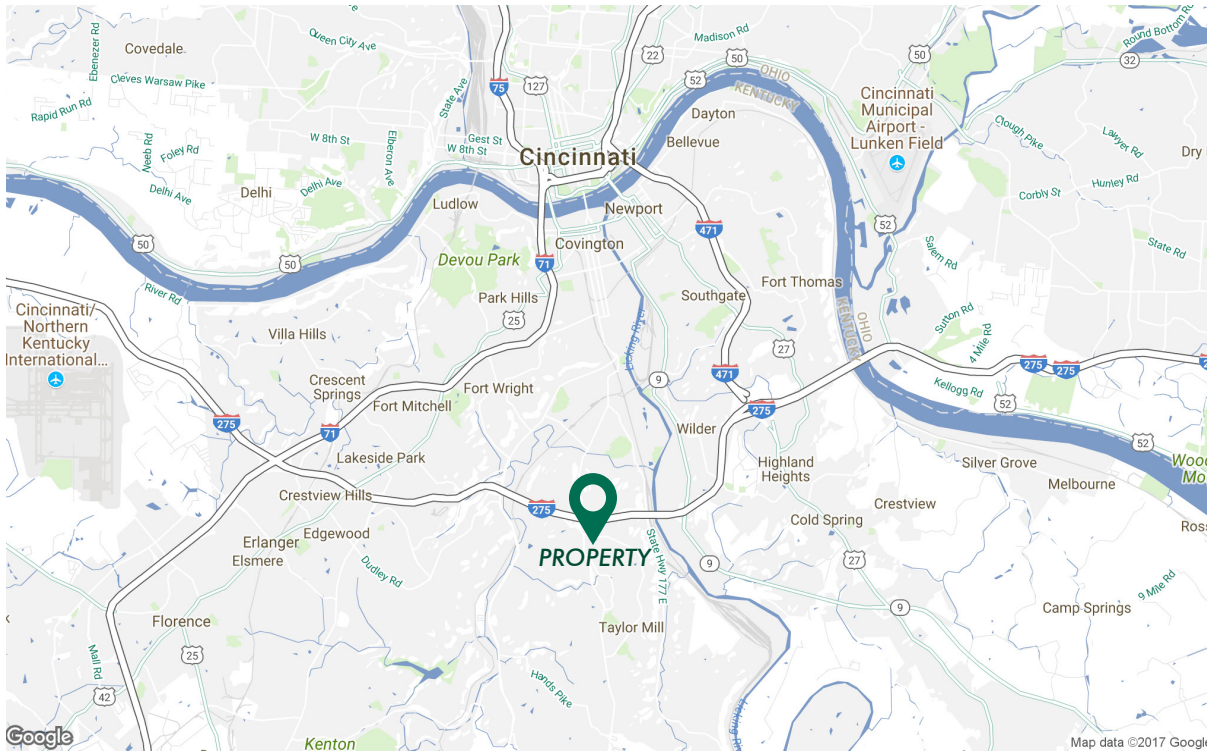 Covedale
Ebenezer Rd
Queen City Ave
Cleves Warsaw Pike
Rapid Run Rd
Neeb Rd
Foley Rd
W 8th St
Elberon Ave
State Ave
Gest St
W 8th St
75
127
22
Madison Rd
52
50
OHIO
KENTUCKY
50
Round Bottom Rd
32
Cincinnati
Municipal
Airport -
Lunken Field
Clough Pike
Lawyer Rd
Dry
Hunley Rd
Corbly St
Dayton
Bellevue
Cincinnati
Delhi Ave
Delhi
Delhi Ave
Ludlow
Newport
50
50
Devou Park
Covington
71
471
52
Salem Rd
State Rd
River Rd
Park Hills
Southgate
Fort Thomas
Cincinnati/
Northern
Kentucky
International...
25
Villa Hills
Licking River
OHIO
KENTUCKY
Sutton Rd
4 Mile Rd
27
Crescent
Springs
Fort Wright
9
471
275
275
Kellogg Rd
52
Fort Mitchell
275
71
275
Wilder
52
Lakeside Park
Highland
Heights
Silver Grove
Melbourne
Crestview Hills
275
Crestview
Cold Spring
Edgewood
Erlanger
Elsmere
PROPERTY
State Hwy 177 E
Dudley Rd
9
27
9 Mile Rd
9
Camp Springs
Florence
Taylor Mill
25
Mall Rd
42
Hands Pike
Kenton
Google
Map data ©2017 Google